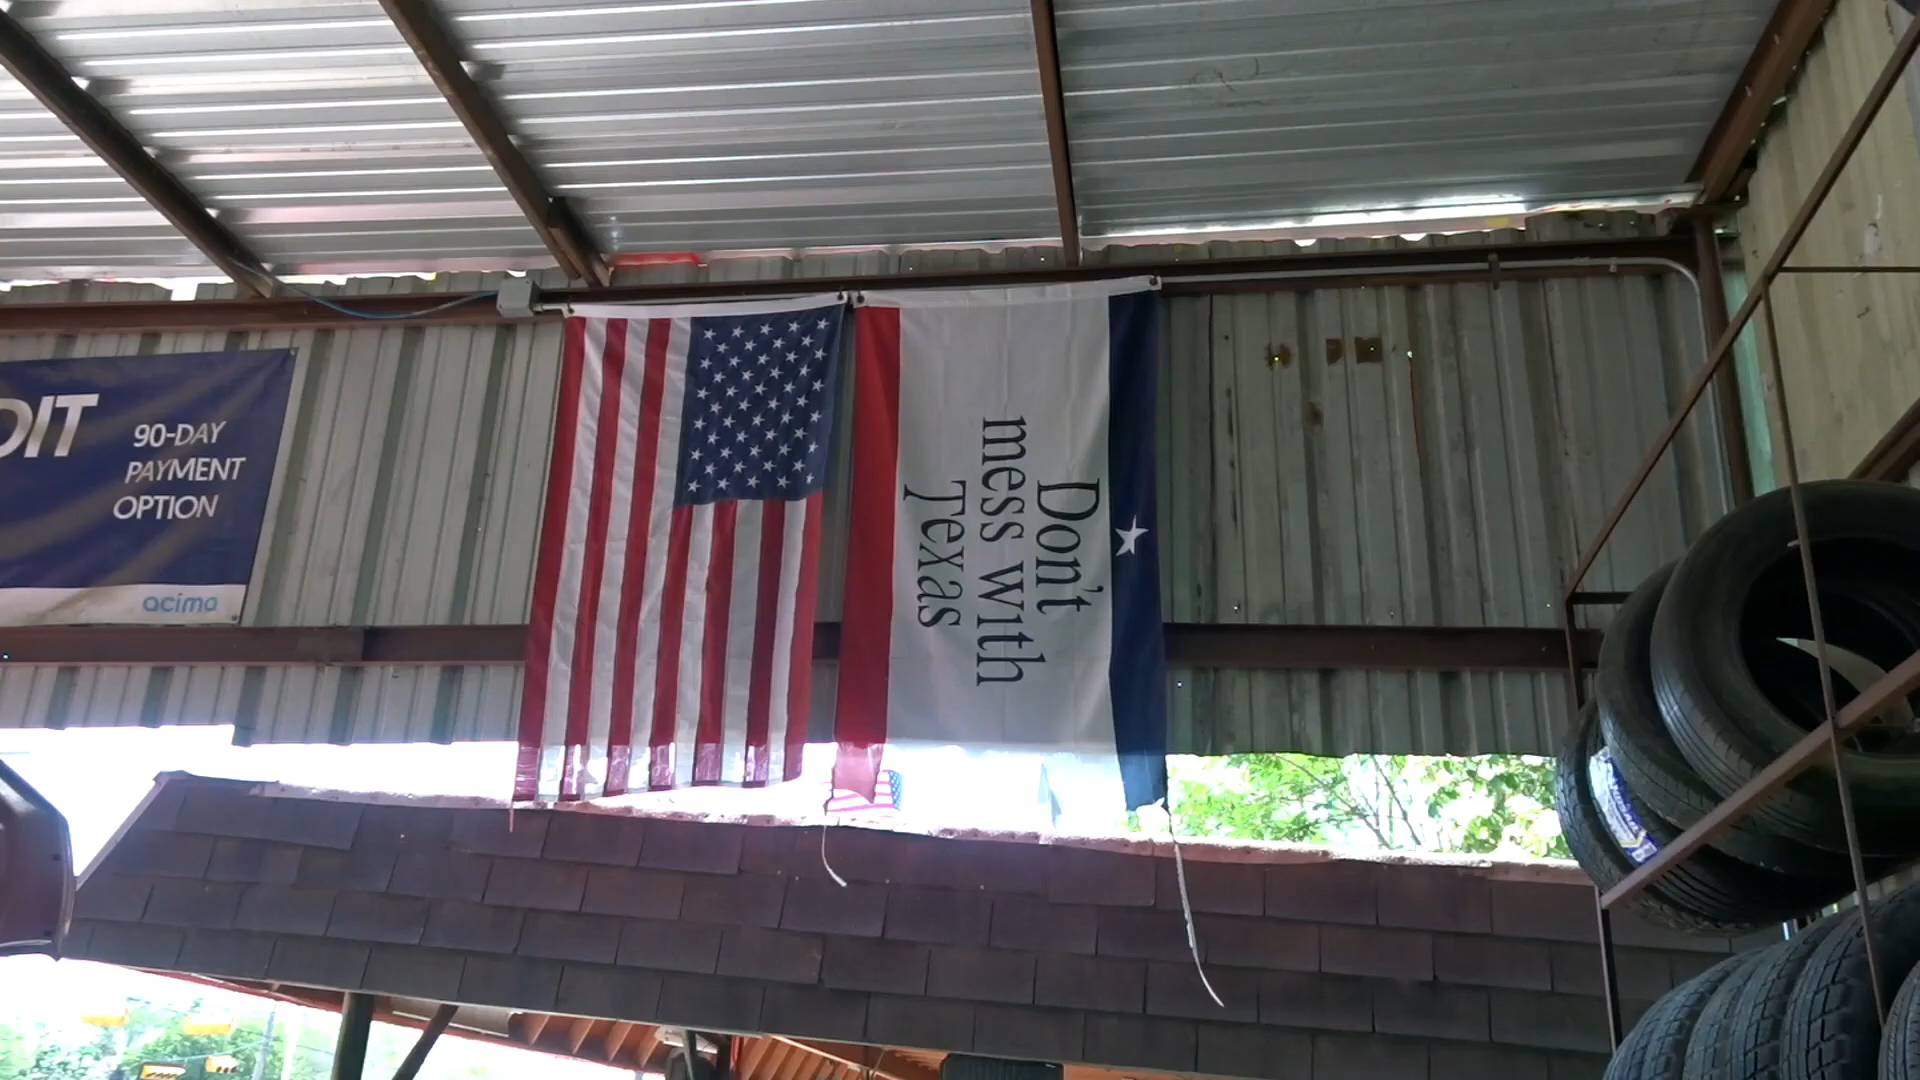 DIT
90-DAY
PAYMENT
OPTION
acima
Don't
mess with
Texas